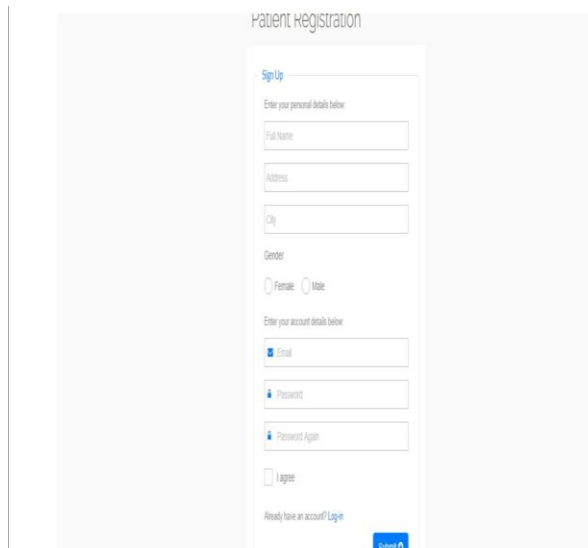 Patient Registration
Sign Up
Enter your personal details below:
Full Name
Address
City
Gender
Female Male
Enter your account details below:
Email
Password
Password Again
I agree
Already have an account? Log-in
Submit